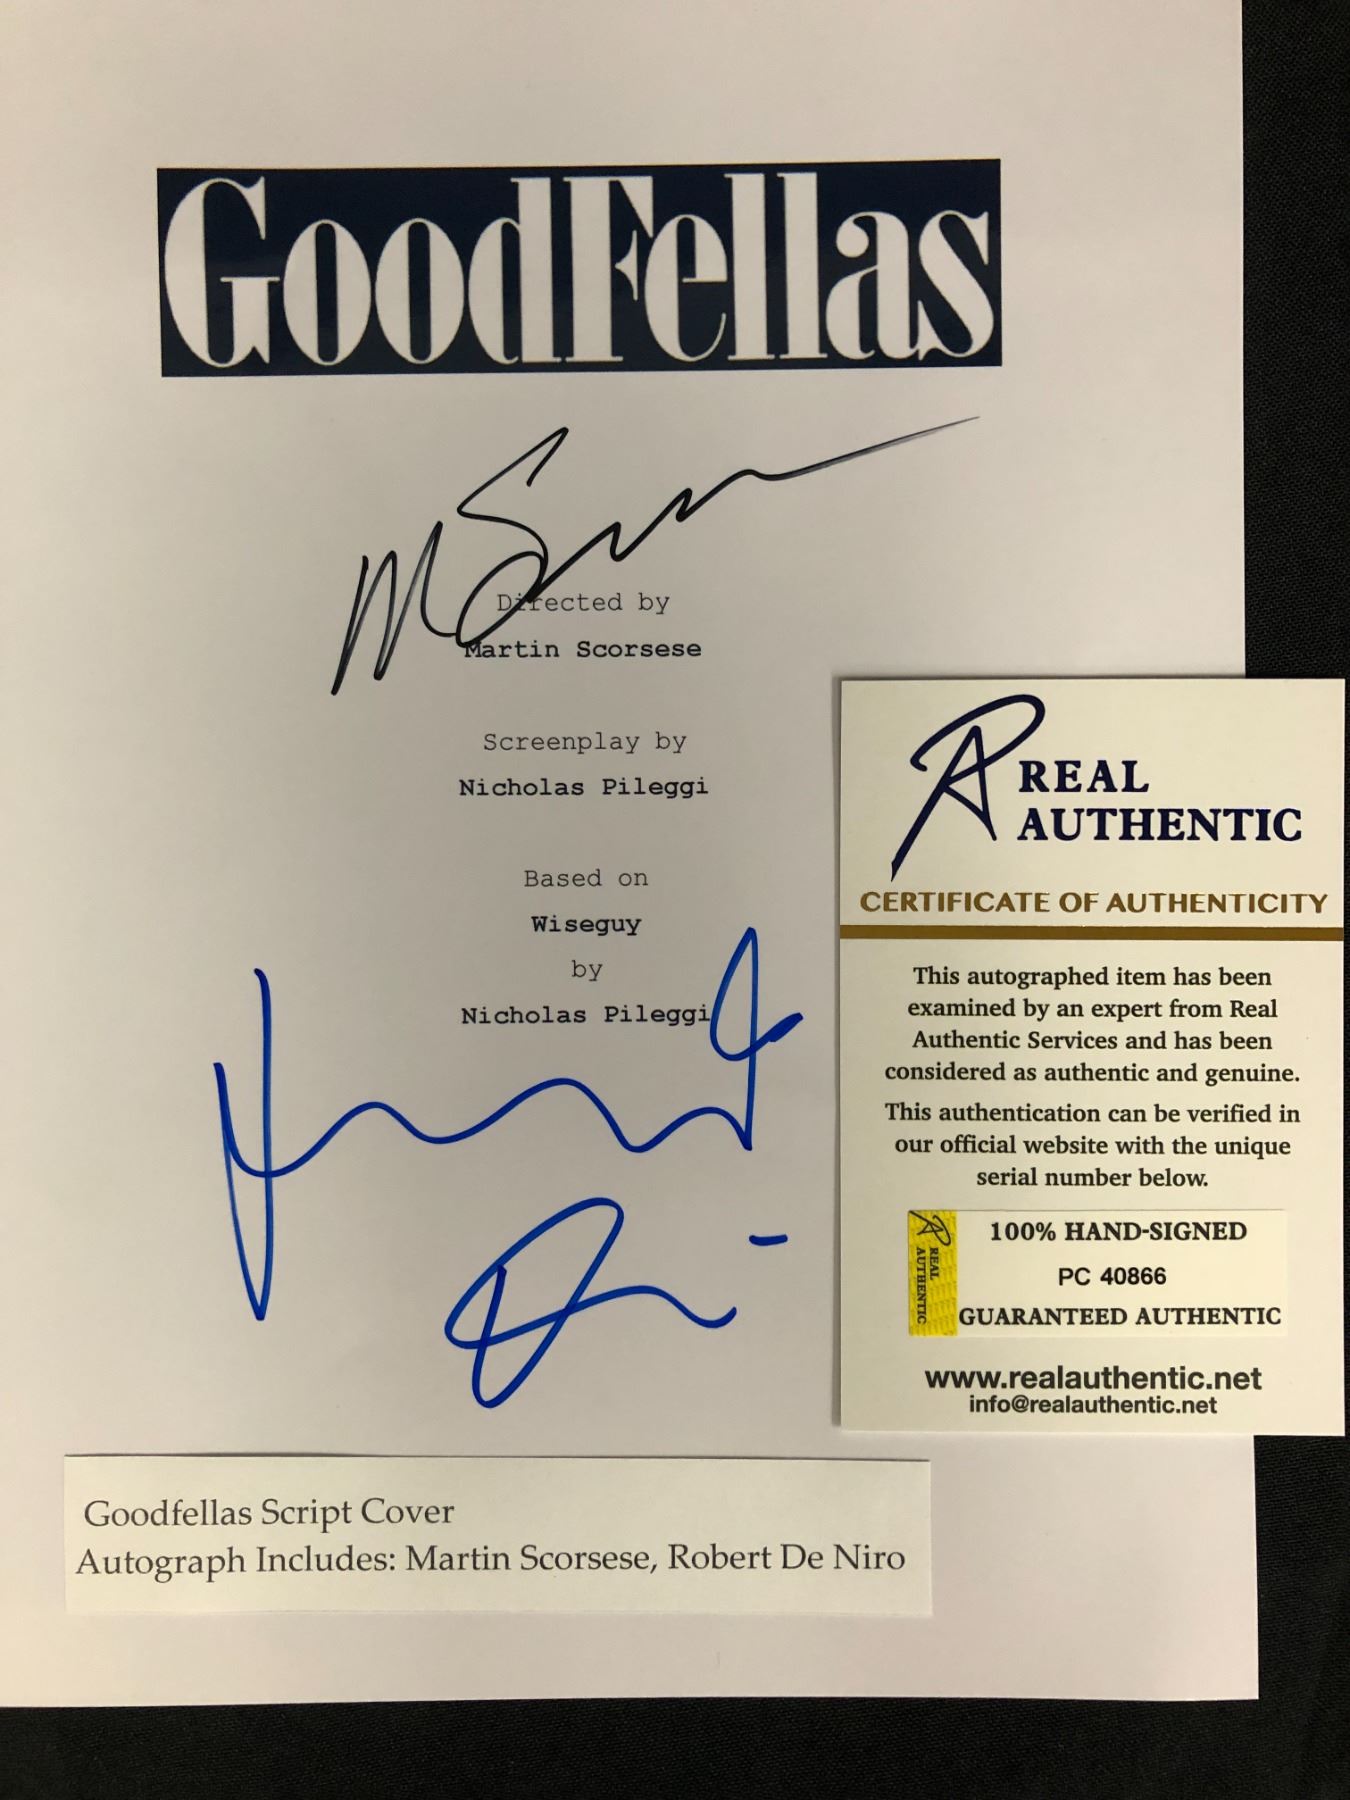 GoodFellas
Directed by
Martin Scorsese
Screenplay by
Nicholas Pileggi
Based on
Wiseguy
by
Nicholas Pileggi
REAL
AUTHENTIC
CERTIFICATE OF AUTHENTICITY
This autographed item has been
examined by an expert from Real
Authentic Services and has been
considered as authentic and genuine.
This authentication can be verified in
our official website with the unique
serial number below.
REAL
AUTHENTIC
100% HAND-SIGNED
PC 40866
GUARANTEED AUTHENTIC
www.realauthentic.net
info@realauthentic.net
Goodfellas Script Cover
Autograph Includes: Martin Scorsese, Robert De Niro